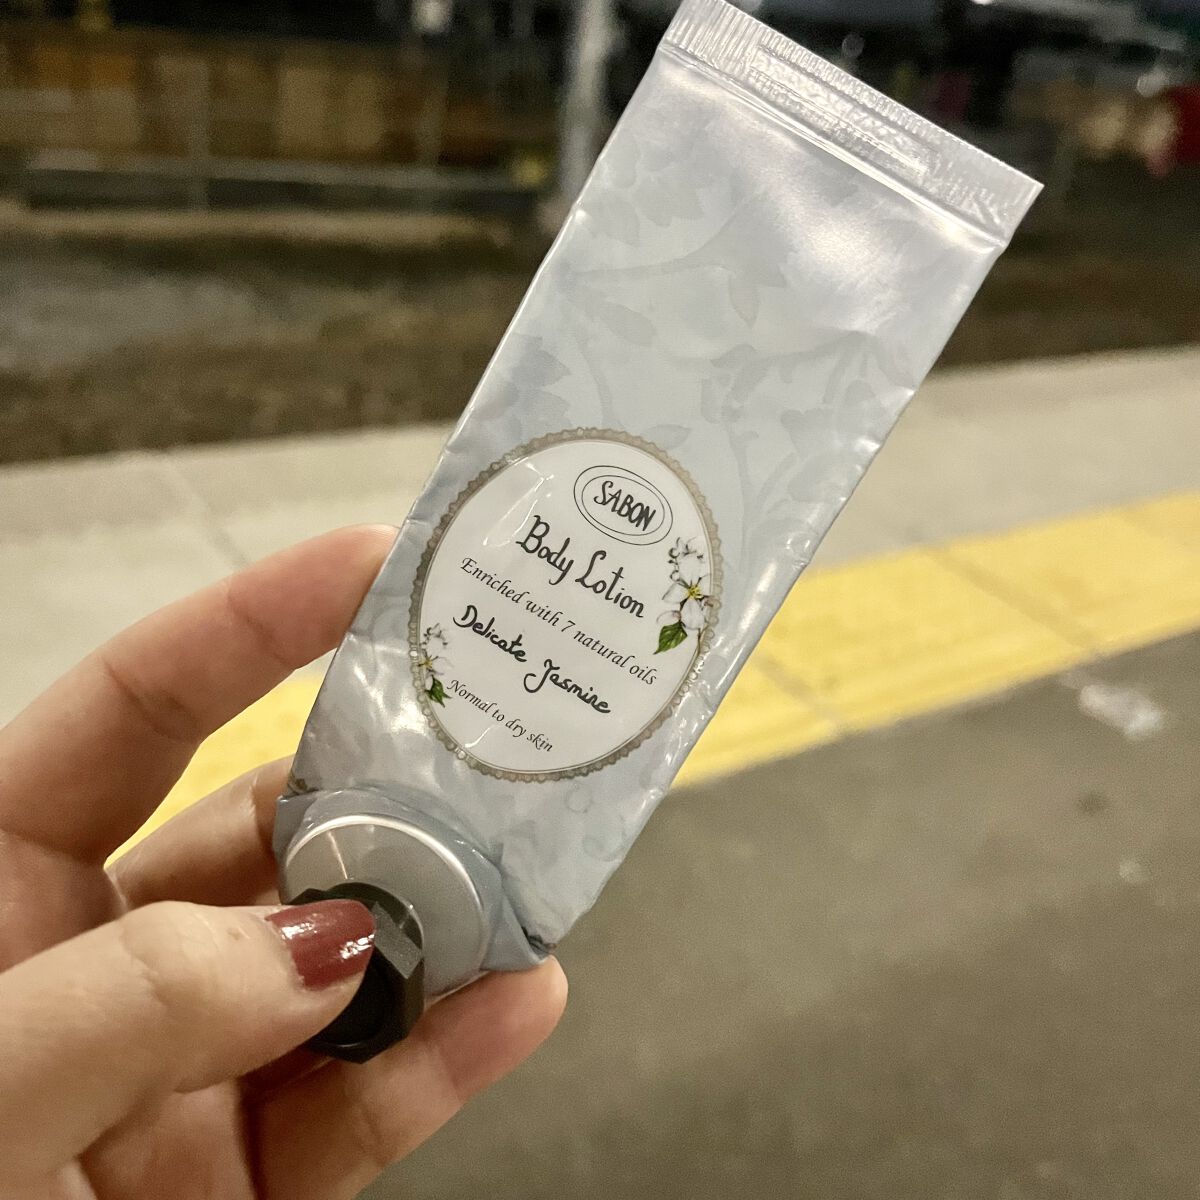 SABON
Body Lotion
Enriched with 7 natural oils
Delicate Jasmine
Normal to dry skin